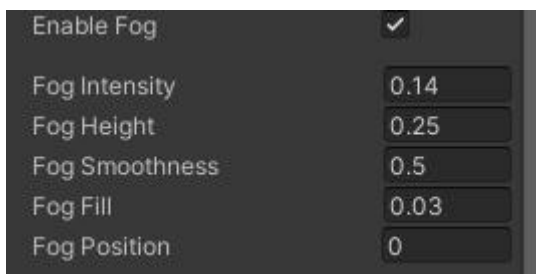 Enable Fog
Fog Intensity 0.14
Fog Height 0.25
Fog Smoothness 0.5
Fog Fill 0.03
Fog Position 0